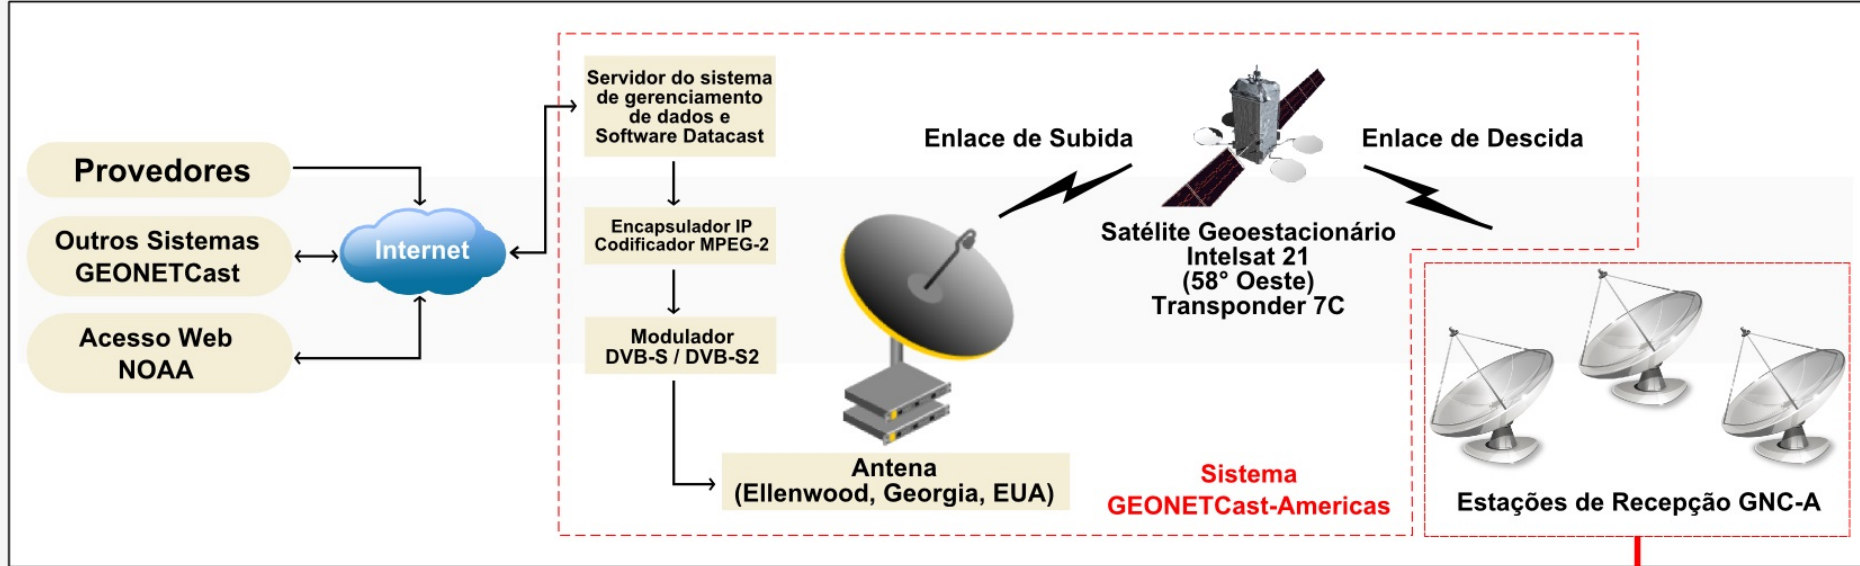 Provedores
Outros Sistemas
GEONETCast
Acesso Web
NOAA
Internet
Servidor do sistema
de gerenciamento
de dados e
Software Datacast
Encapsulador IP
Codificador MPEG-2
Modulador
DVB-S / DVB-S2
Antena
(Ellenwood, Georgia, EUA)
Enlace de Subida
Enlace de Descida
Satélite Geoestacionário
Intelsat 21
(58° Oeste)
Transponder 7C
Sistema
GEONETCast-Americas
Estações de Recepção GNC-A